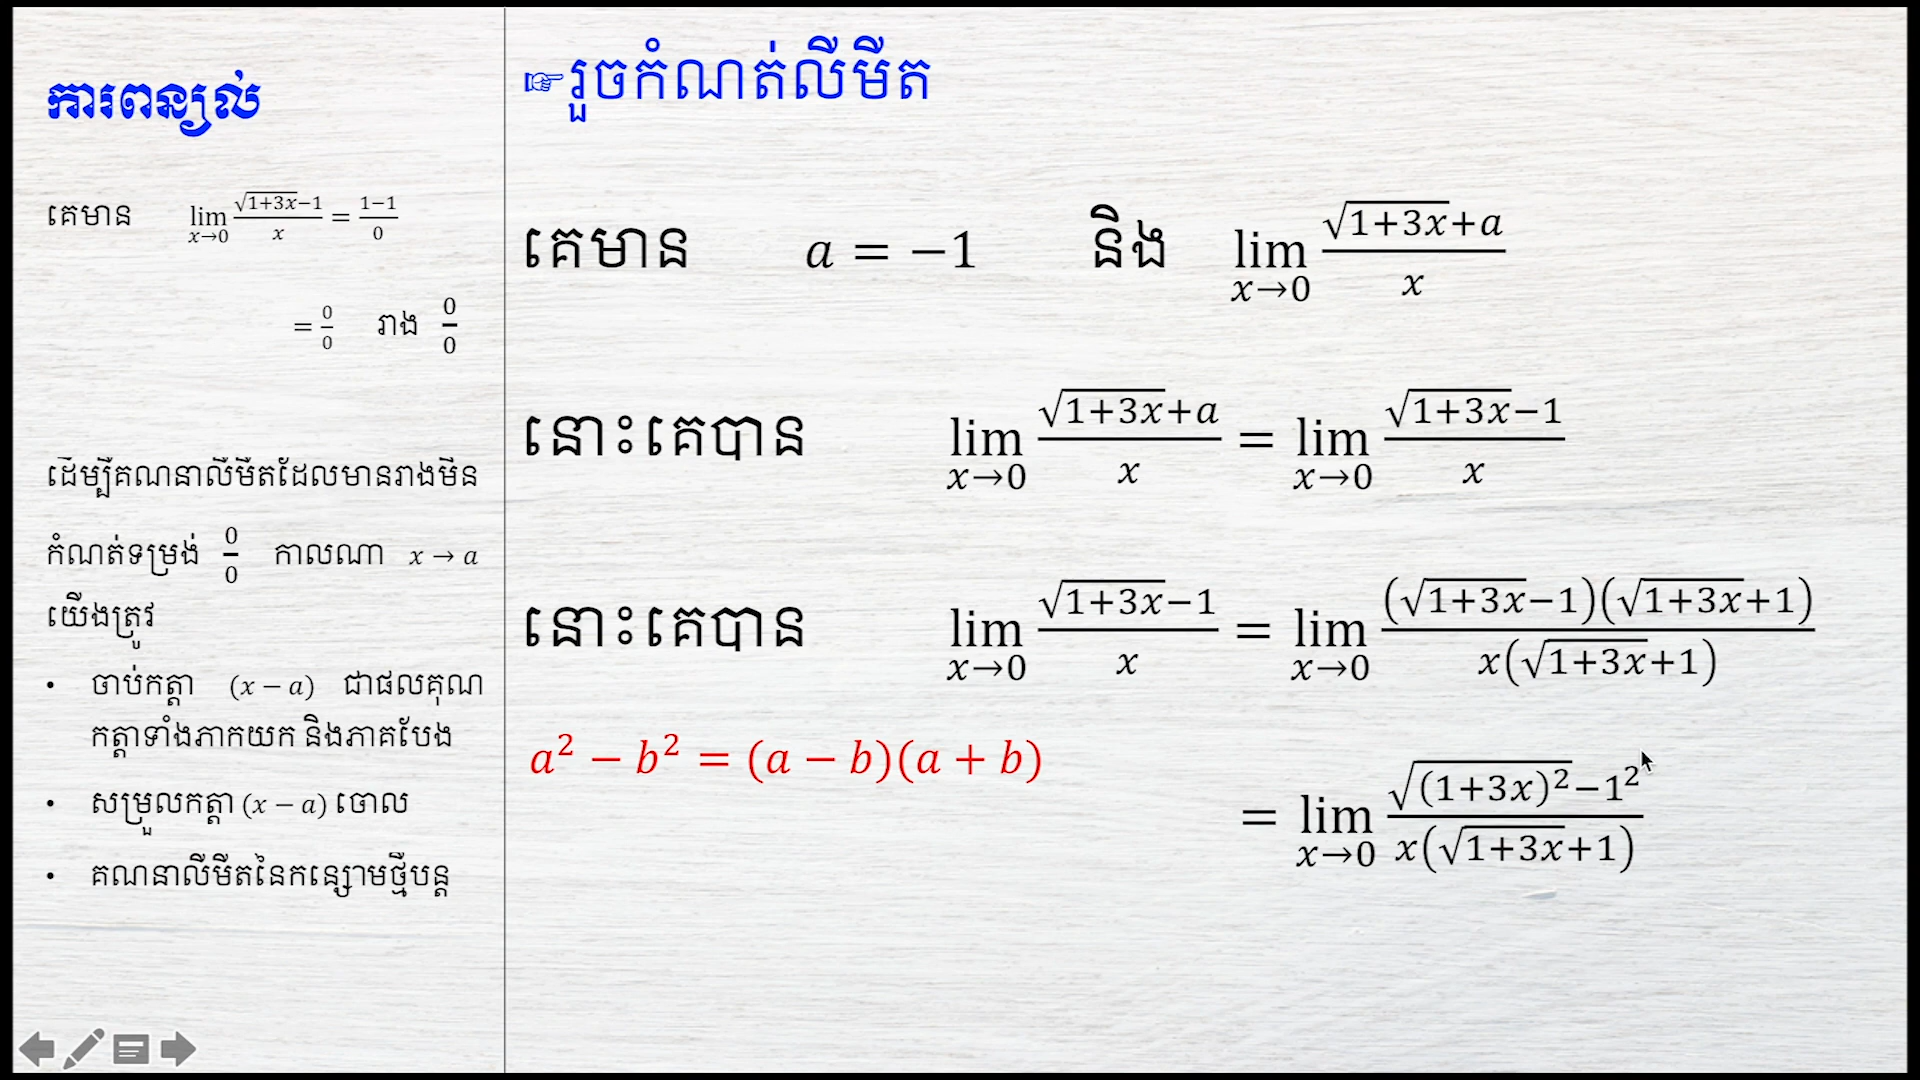 ការពន្យល់
គេមាន lim x→0 (√(1+3x)−1)/x = (1−1)/0
= 0/0 រាង 0/0
ដើម្បីគណនាលីមីតដែលមានរាងមិន
កំណត់ទម្រង់ 0/0 កាលណា x → a
យើងត្រូវ
• ចាប់កត្តា (x − a) ជាផលគុណ
កត្តាទាំងភាកយក និងភាគបែង
• សម្រួលកត្តា (x − a) ចោល
• គណនាលីមីតនៃកន្សោមថ្មីបន្ត
☞រួចកំណត់លីមីត
គេមាន a = −1 និង lim x→0 (√(1+3x)+a)/x
នោះគេបាន lim x→0 (√(1+3x)+a)/x = lim x→0 (√(1+3x)−1)/x
នោះគេបាន lim x→0 (√(1+3x)−1)/x = lim x→0 ((√(1+3x)−1)(√(1+3x)+1))/(x(√(1+3x)+1))
a² − b² = (a − b)(a + b)
= lim x→0 (√((1+3x)²)−1²)/(x(√(1+3x)+1))